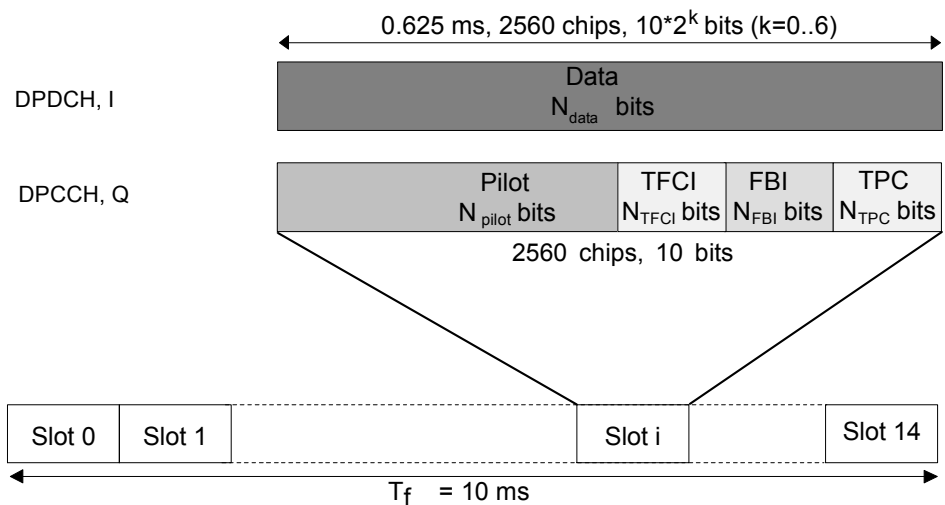 0.625 ms, 2560 chips, 10*2^k bits (k=0..6)
DPDCH, I
Data
N_data bits
DPCCH, Q
Pilot TFCI FBI TPC
N_pilot bits N_TFCI bits N_FBI bits N_TPC bits
2560 chips, 10 bits
Slot 0 Slot 1 Slot i Slot 14
T_f = 10 ms